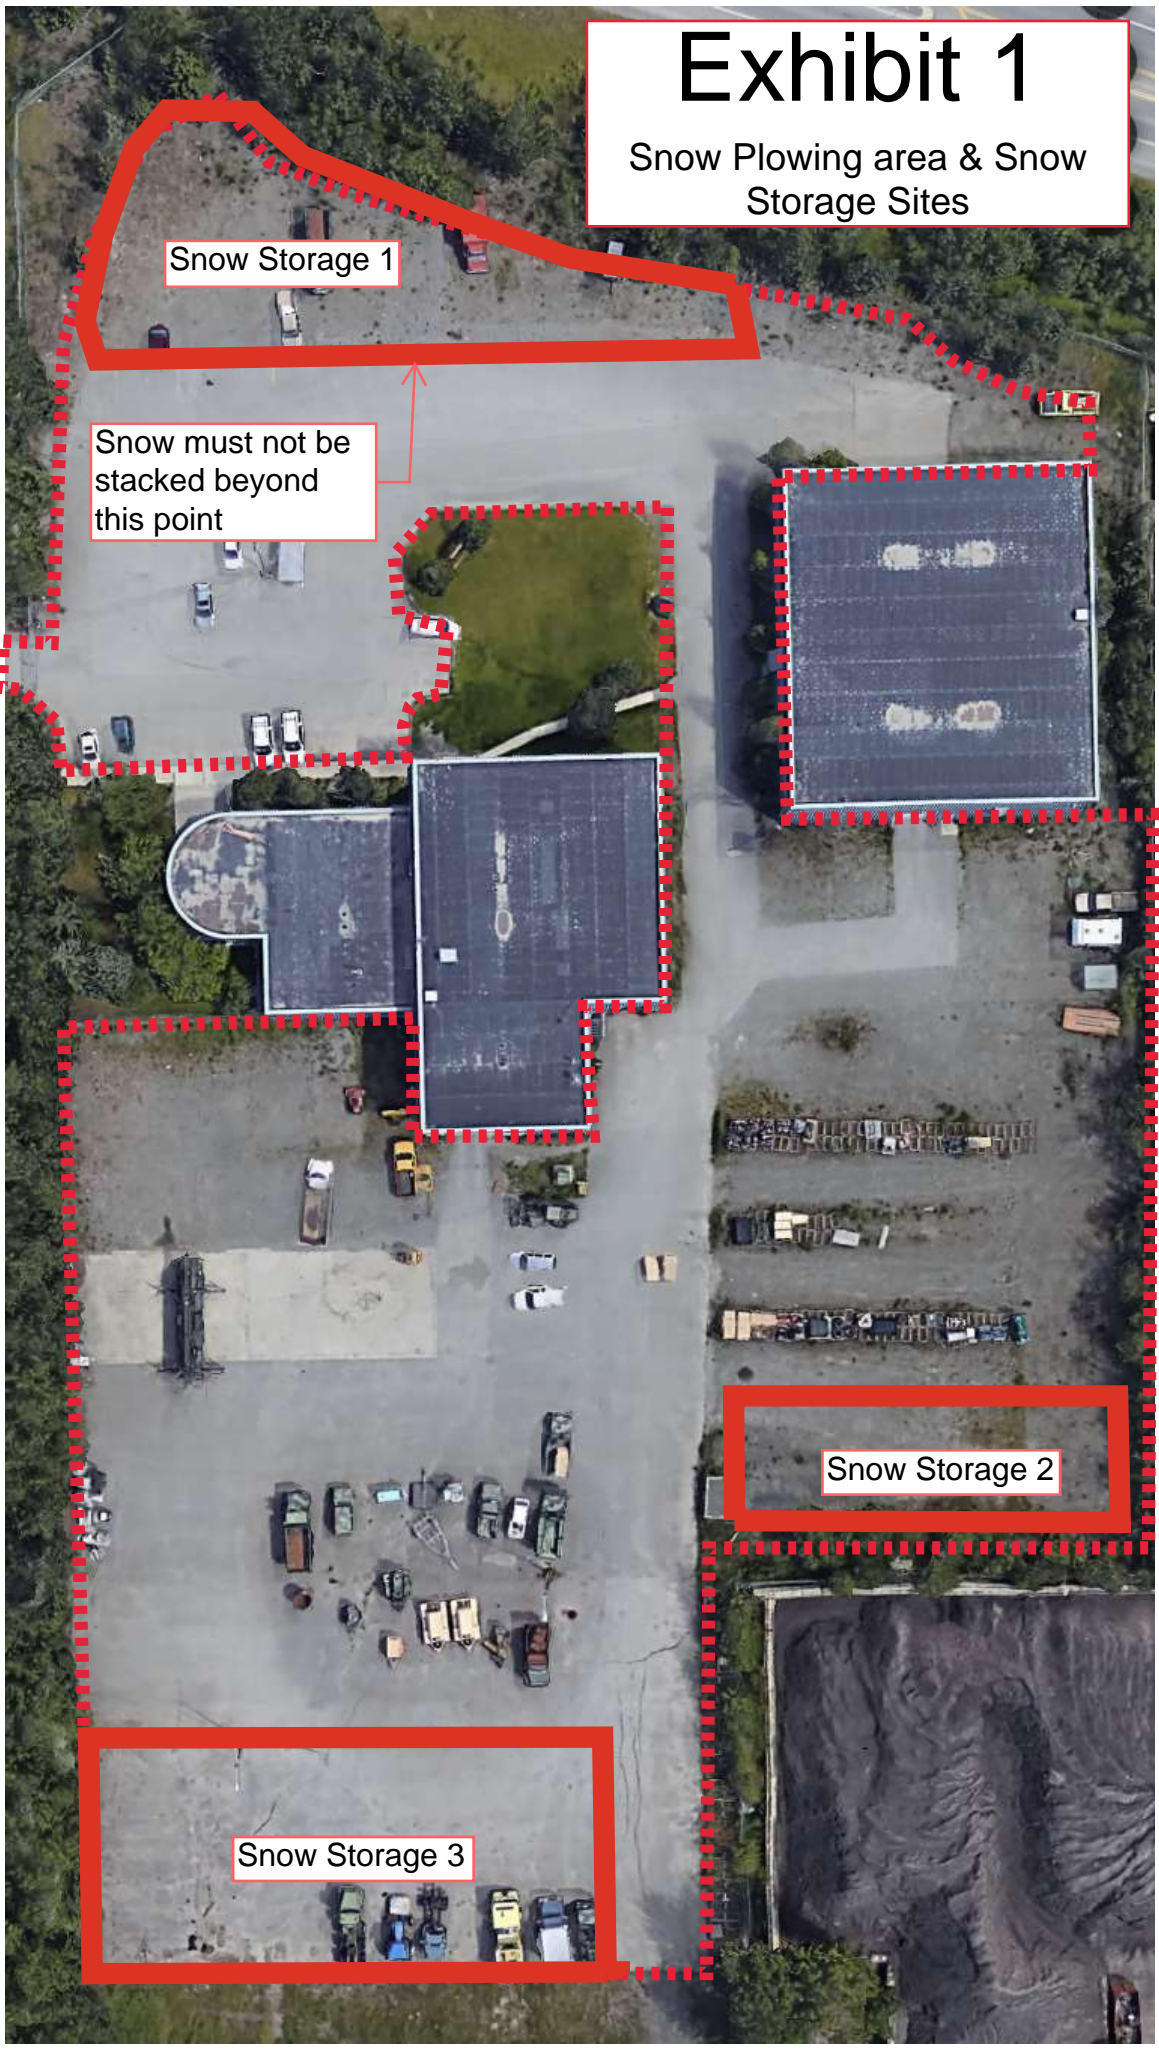 Exhibit 1
Snow Plowing area & Snow
Storage Sites
Snow Storage 1
Snow must not be
stacked beyond
this point
Snow Storage 2
Snow Storage 3